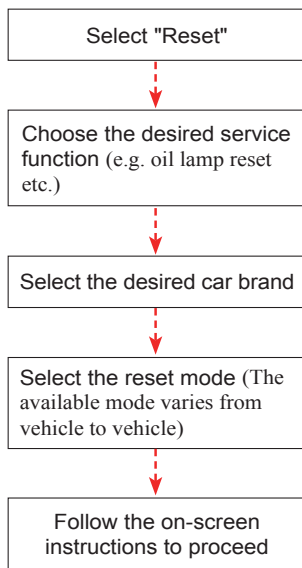 Select "Reset"
Choose the desired service
function (e.g. oil lamp reset
etc.)
Select the desired car brand
Select the reset mode (The
available mode varies from
vehicle to vehicle)
Follow the on-screen
instructions to proceed